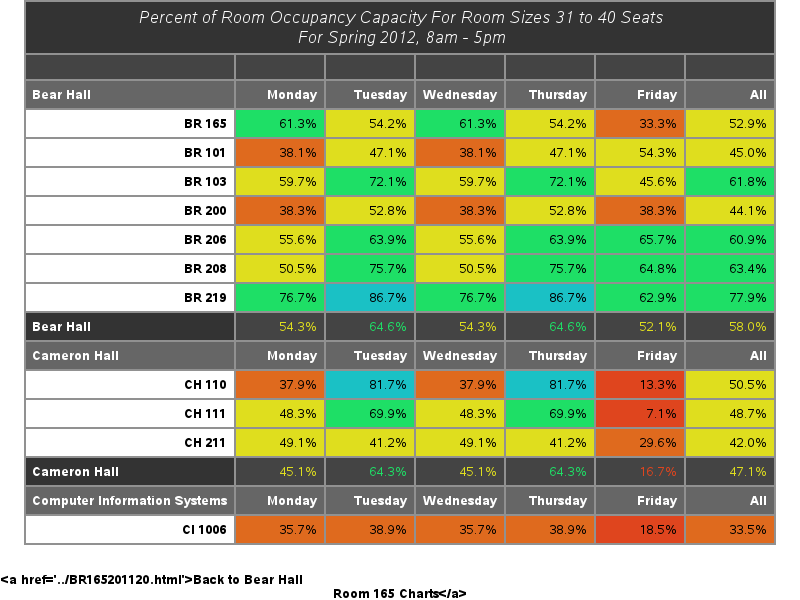 Percent of Room Occupancy Capacity For Room Sizes 31 to 40 Seats
For Spring 2012, 8am - 5pm
Bear Hall Monday Tuesday Wednesday Thursday Friday All
BR 165 61.3% 54.2% 61.3% 54.2% 33.3% 52.9%
BR 101 38.1% 47.1% 38.1% 47.1% 54.3% 45.0%
BR 103 59.7% 72.1% 59.7% 72.1% 45.6% 61.8%
BR 200 38.3% 52.8% 38.3% 52.8% 38.3% 44.1%
BR 206 55.6% 63.9% 55.6% 63.9% 65.7% 60.9%
BR 208 50.5% 75.7% 50.5% 75.7% 64.8% 63.4%
BR 219 76.7% 86.7% 76.7% 86.7% 62.9% 77.9%
Bear Hall 54.3% 64.6% 54.3% 64.6% 52.1% 58.0%
Cameron Hall Monday Tuesday Wednesday Thursday Friday All
CH 110 37.9% 81.7% 37.9% 81.7% 13.3% 50.5%
CH 111 48.3% 69.9% 48.3% 69.9% 7.1% 48.7%
CH 211 49.1% 41.2% 49.1% 41.2% 29.6% 42.0%
Cameron Hall 45.1% 64.3% 45.1% 64.3% 16.7% 47.1%
Computer Information Systems Monday Tuesday Wednesday Thursday Friday All
CI 1006 35.7% 38.9% 35.7% 38.9% 18.5% 33.5%
<a href='../BR165201120.html'>Back to Bear Hall
Room 165 Charts</a>